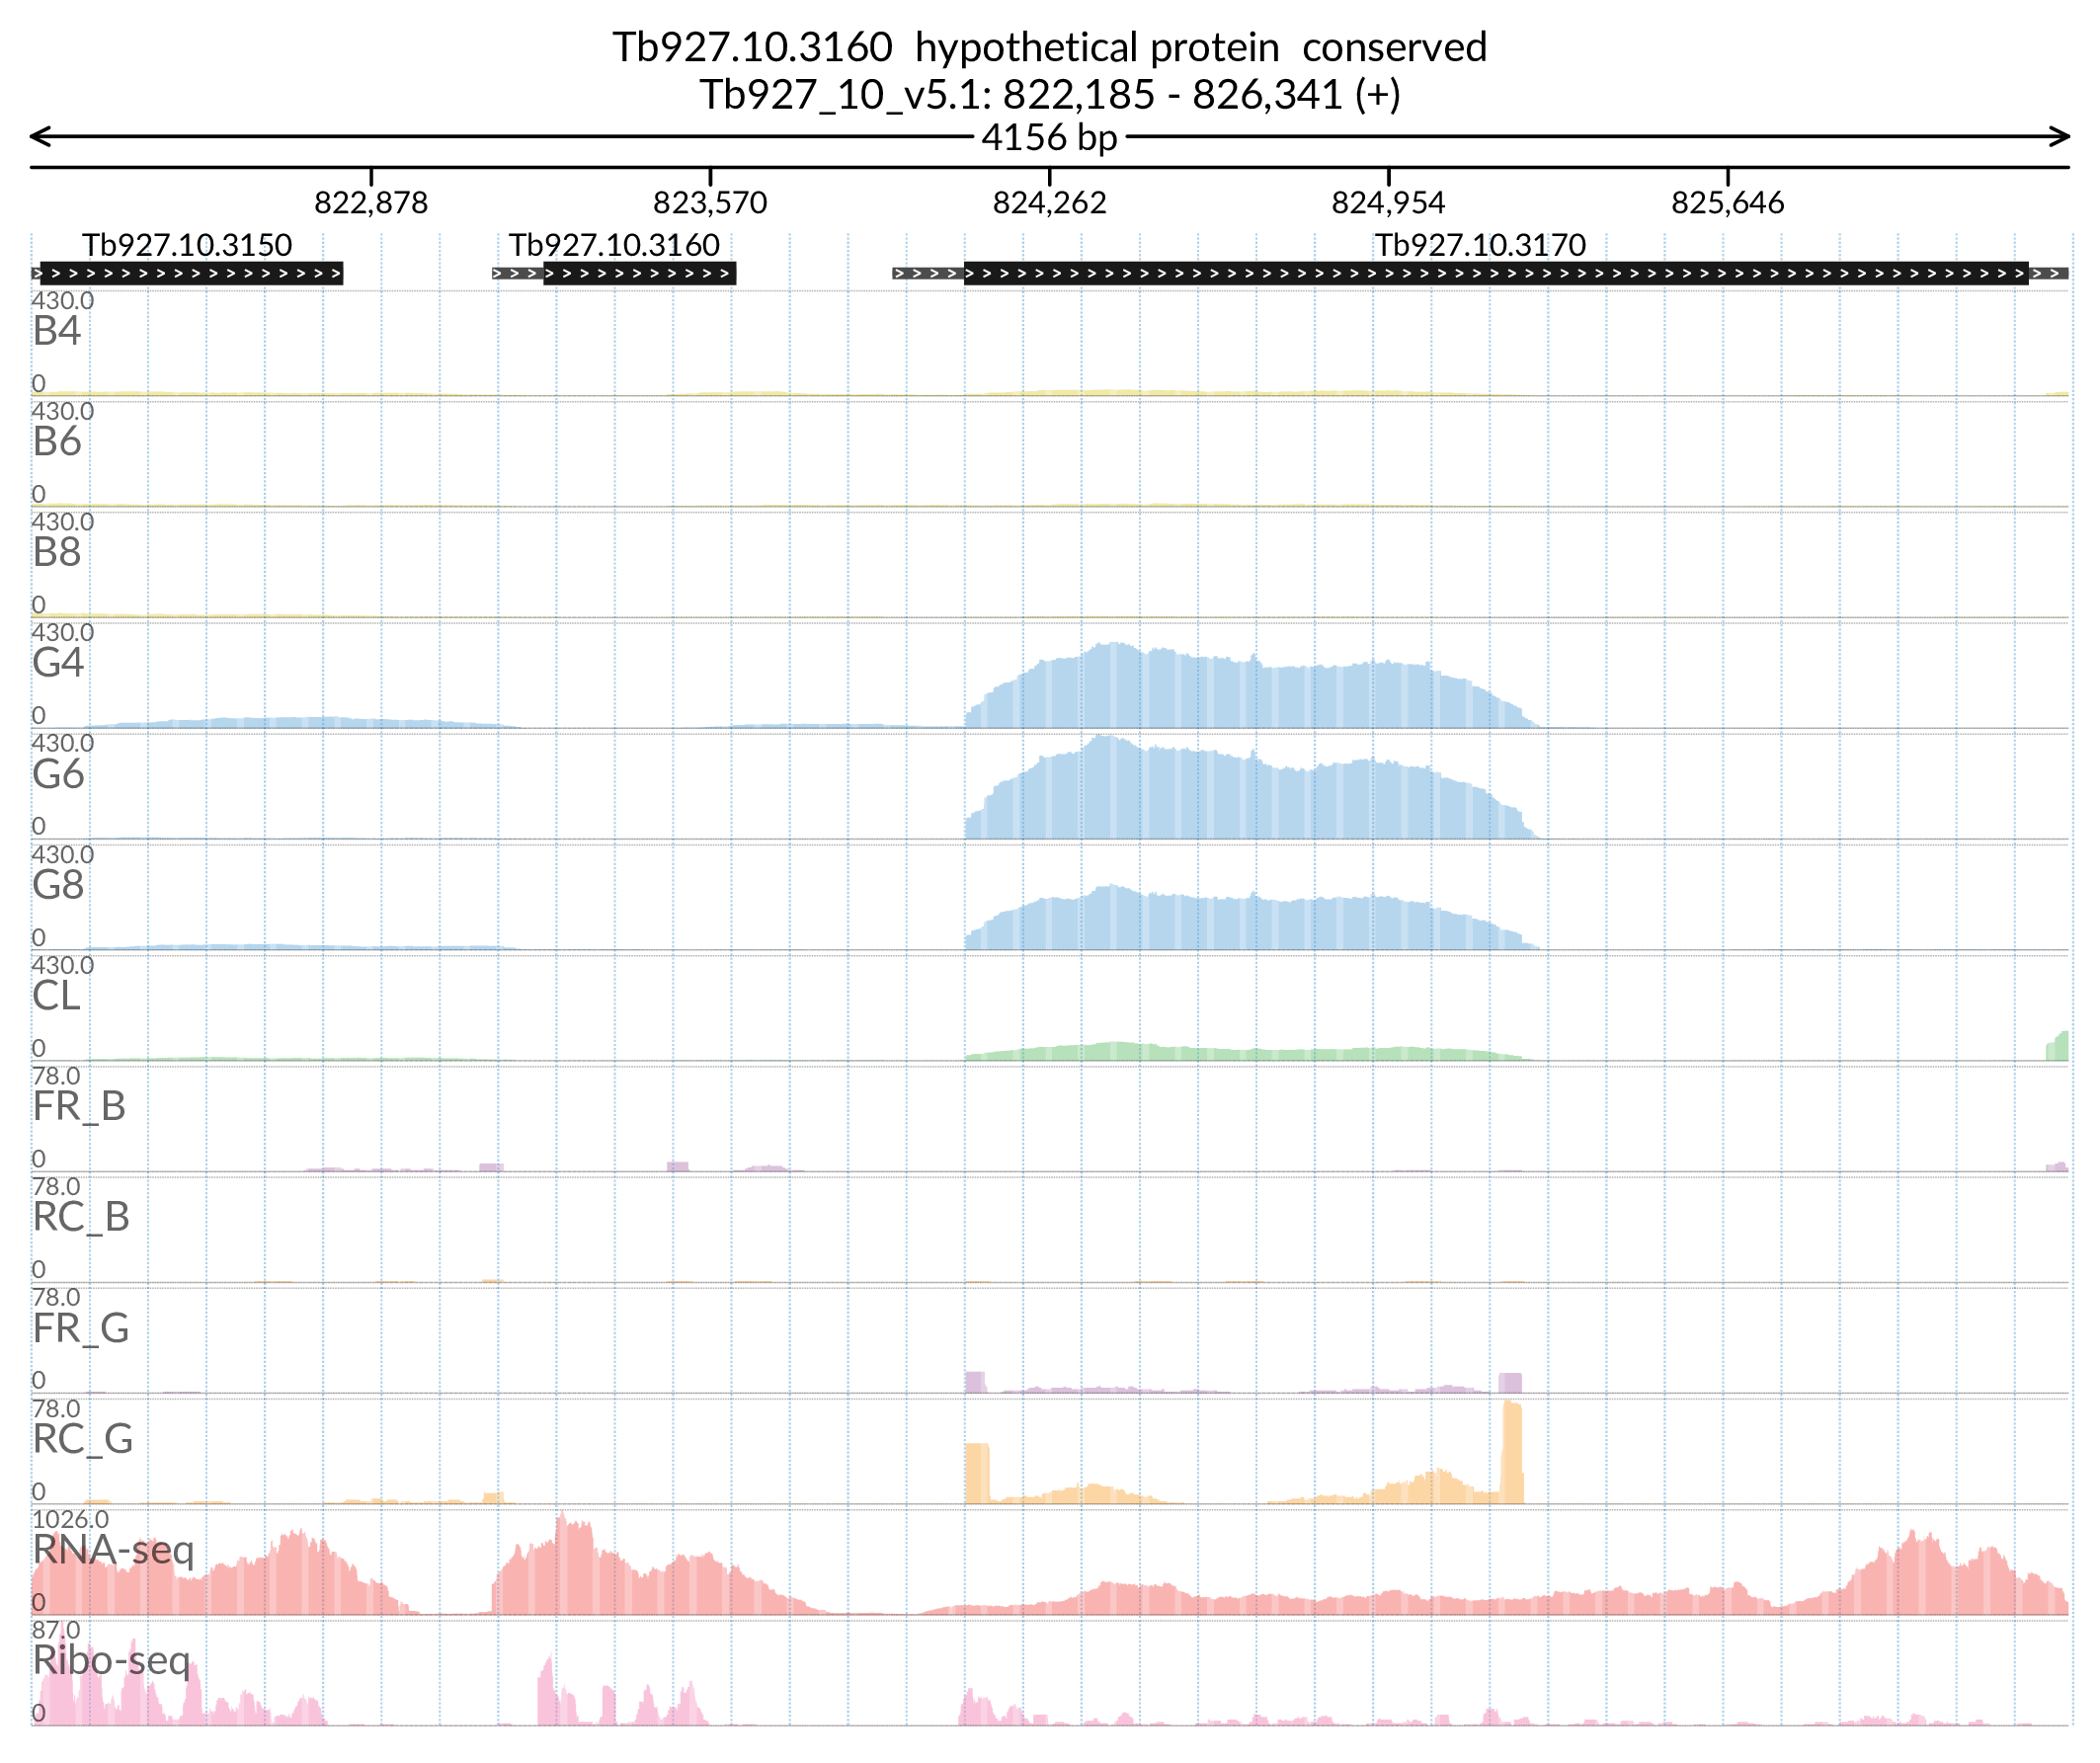 Tb927.10.3160  hypothetical protein  conserved
Tb927_10_v5.1: 822,185 - 826,341 (+)
4156 bp
822,878 823,570 824,262 824,954 825,646
Tb927.10.3150 Tb927.10.3160 Tb927.10.3170
430.0
B4
0
430.0
B6
0
430.0
B8
0
430.0
G4
0
430.0
G6
0
430.0
G8
0
430.0
CL
0
78.0
FR_B
0
78.0
RC_B
0
78.0
FR_G
0
78.0
RC_G
0
1026.0
RNA-seq
0
87.0
Ribo-seq
0